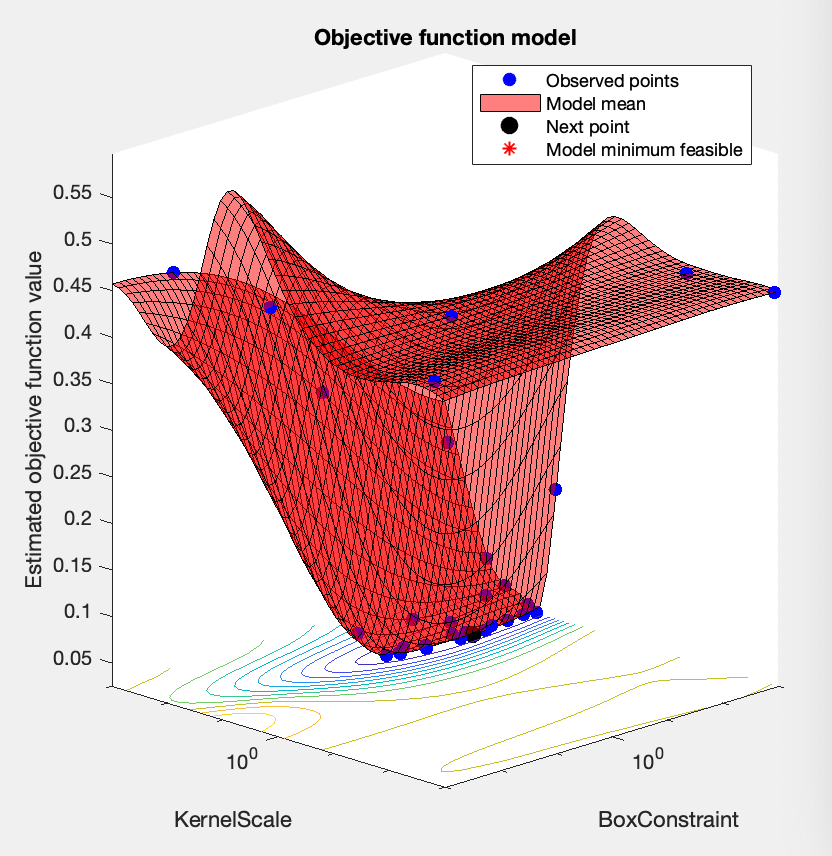 Objective function model
Observed points
Model mean
Next point
Model minimum feasible
0.55
0.5
0.45
0.4
0.35
0.3
0.25
0.2
0.15
0.1
0.05
Estimated objective function value
10^0
10^0
KernelScale
BoxConstraint